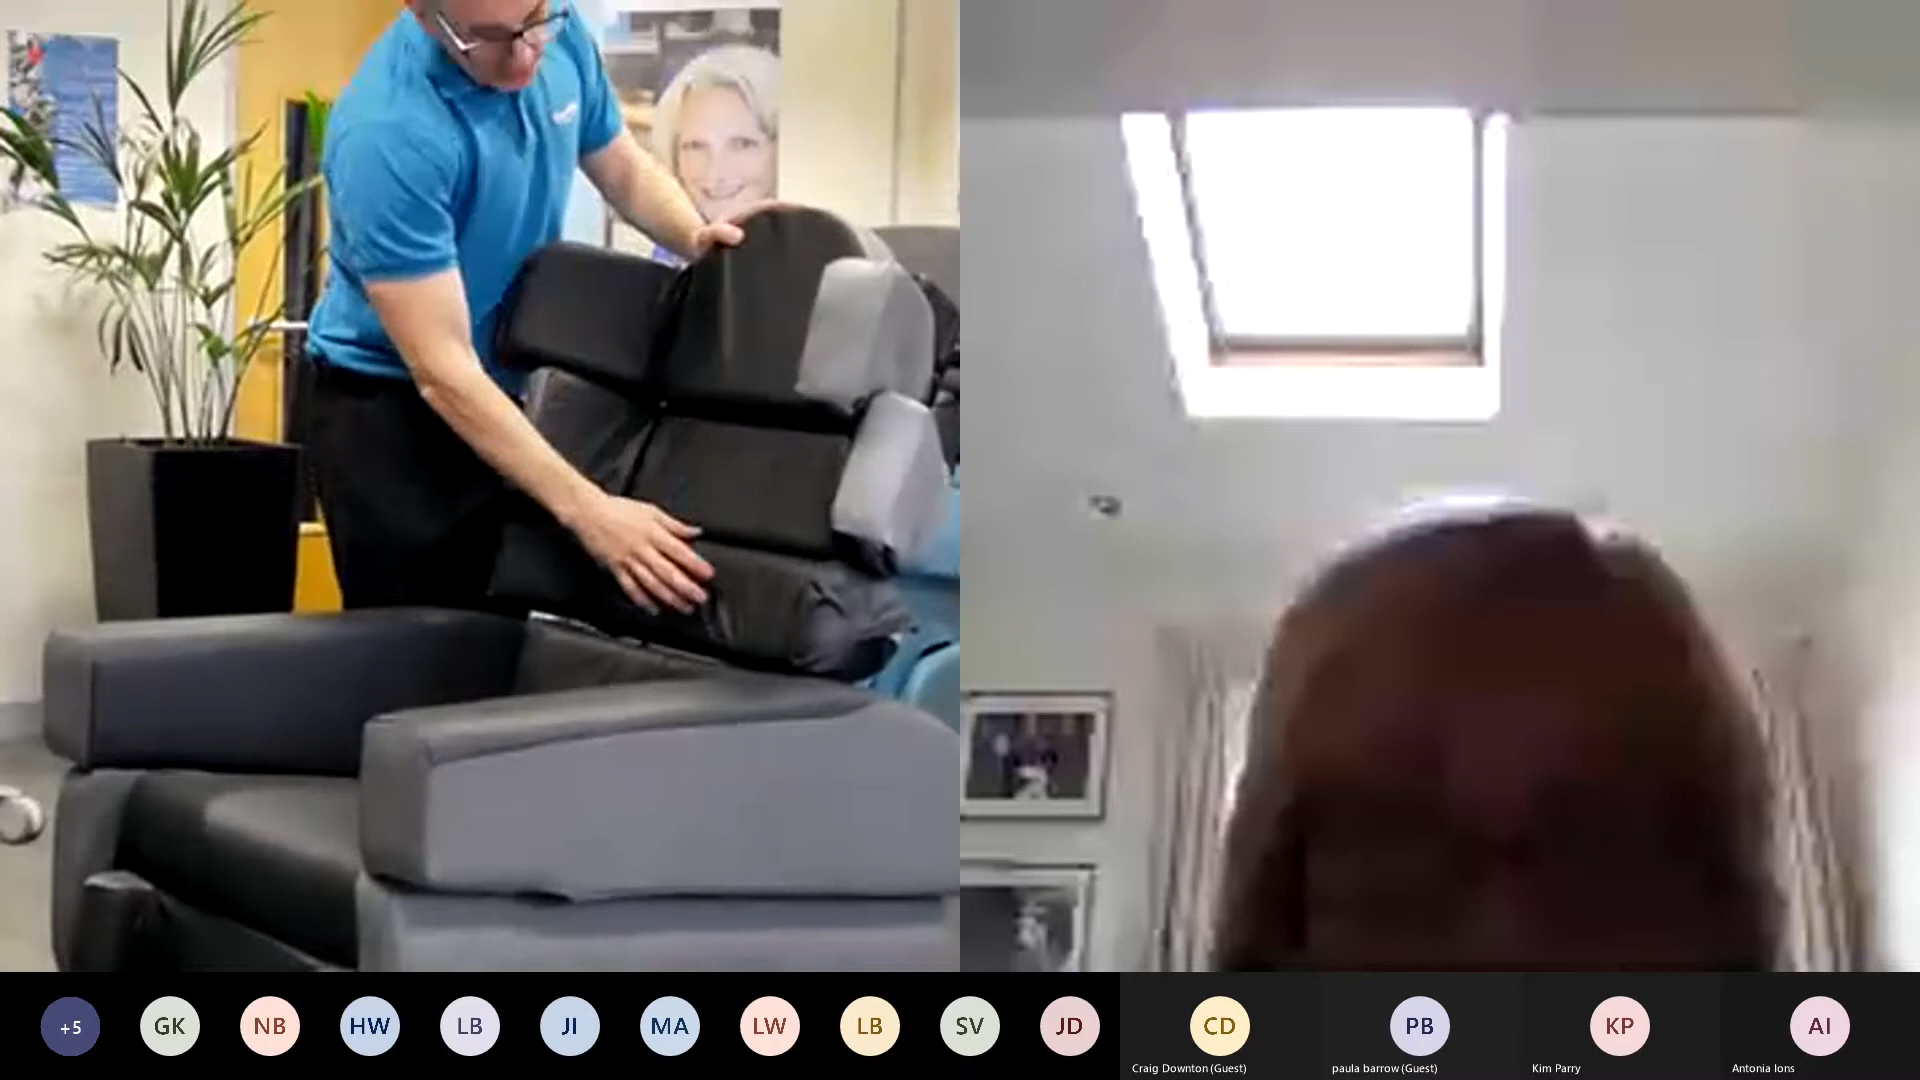 +5
GK
NB
HW
LB
JI
MA
LW
LB
SV
JD
CD
PB
KP
AI
Craig Downton (Guest)
paula barrow (Guest)
Kim Parry
Antonia Ions